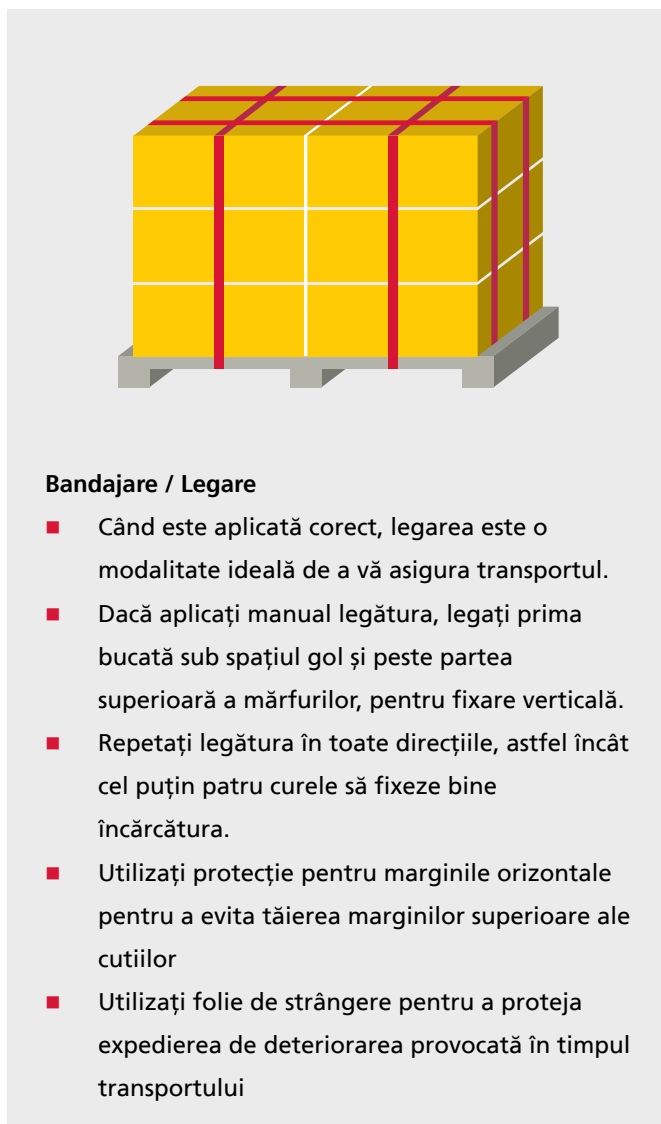 Bandajare / Legare
Când este aplicată corect, legarea este o
modalitate ideală de a vă asigura transportul.
Dacă aplicați manual legătura, legați prima
bucată sub spațiul gol și peste partea
superioară a mărfurilor, pentru fixare verticală.
Repetați legătura în toate direcțiile, astfel încât
cel puțin patru curele să fixeze bine
încărcătura.
Utilizați protecție pentru marginile orizontale
pentru a evita tăierea marginilor superioare ale
cutiilor
Utilizați folie de strângere pentru a proteja
expedierea de deteriorarea provocată în timpul
transportului